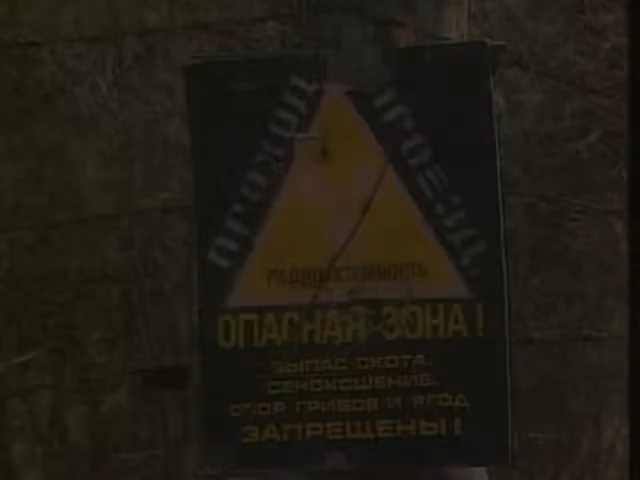 ПРОХОД
ПРОЕЗД
РАДИОАКТИВНОСТЬ
ОПАСНАЯ ЗОНА!
ВЫПАС СКОТА,
СЕНОКОШЕНИЕ,
СБОР ГРИБОВ И ЯГОД
ЗАПРЕЩЕНЫ!